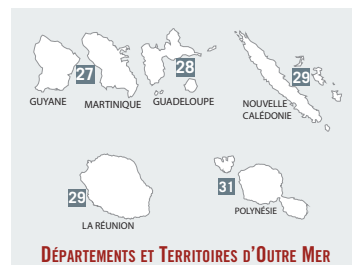 27
28
29
GUYANE
MARTINIQUE
GUADELOUPE
NOUVELLE
CALÉDONIE
29
31
LA RÉUNION
POLYNÉSIE
DÉPARTEMENTS ET TERRITOIRES D'OUTRE MER